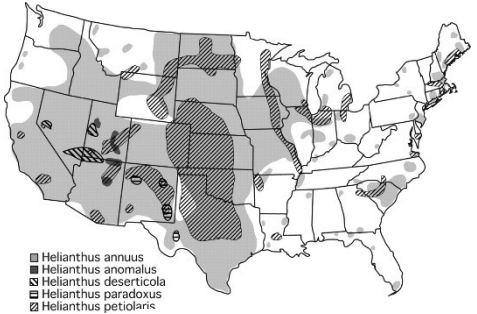 Helianthus annuus
Helianthus anomalus
Helianthus deserticola
Helianthus paradoxus
Helianthus petiolaris